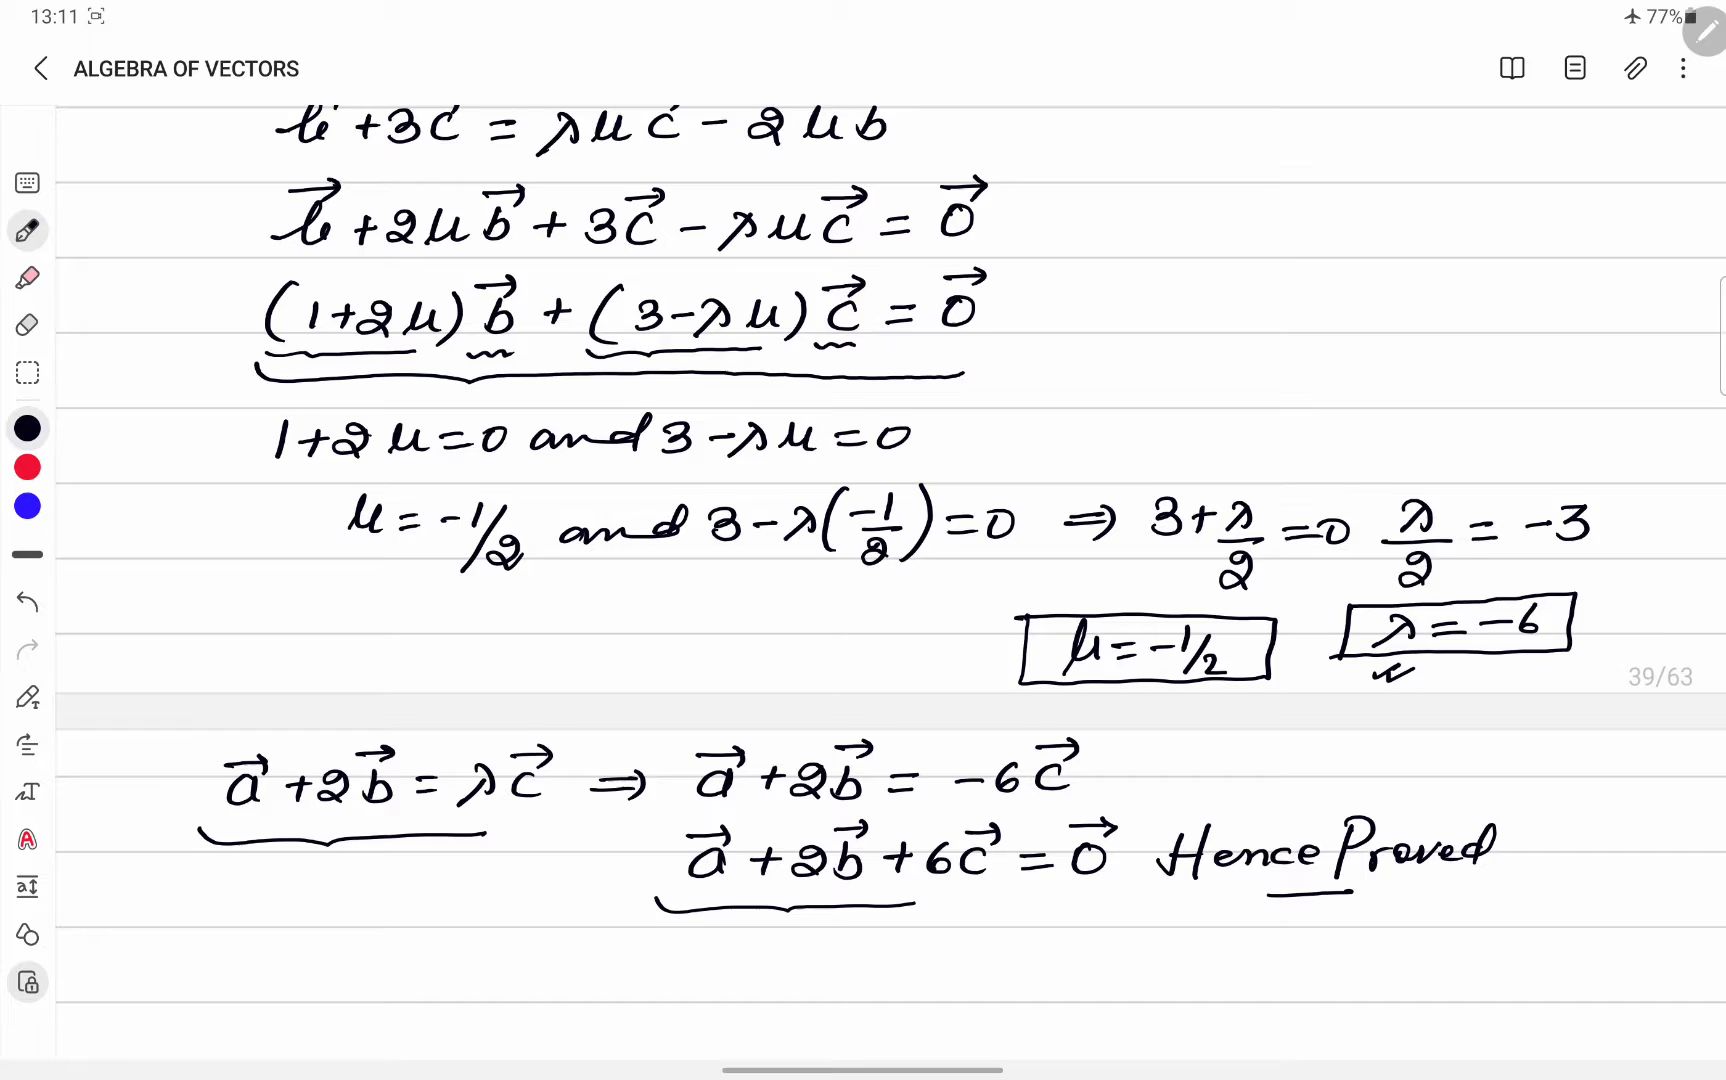 13:11 77%
ALGEBRA OF VECTORS
b + 3c = λμc - 2μb
b⃗ + 2μb⃗ + 3c⃗ - λμc⃗ = 0⃗
(1+2μ)b⃗ + (3-λμ)c⃗ = 0⃗
1+2μ=0 and 3-λμ=0
μ = -1/2 and 3-λ(-1/2)=0 ⇒ 3+λ/2=0 λ/2 = -3
μ = -1/2 λ = -6
39/63
a⃗ + 2b⃗ = λc⃗ ⇒ a⃗ + 2b⃗ = -6c⃗
a⃗ + 2b⃗ + 6c⃗ = 0⃗ Hence Proved